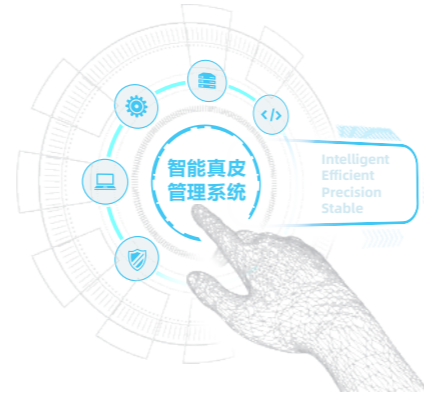 智能真皮
管理系统
Intelligent
Efficient
Precision
Stable